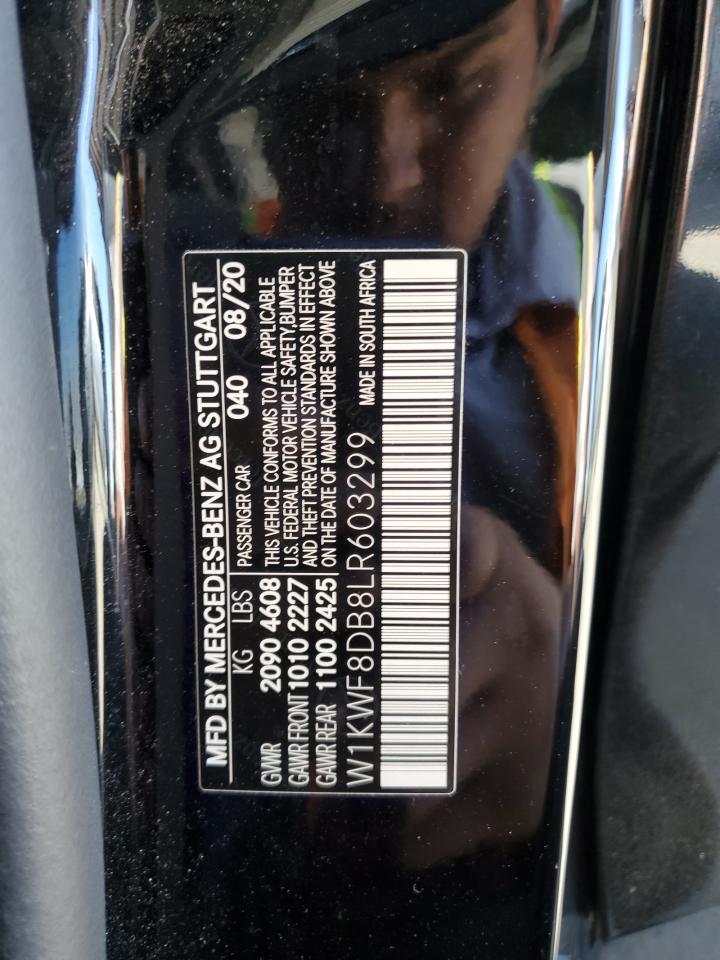 MFD BY MERCEDES-BENZ AG STUTTGART
KG LBS PASSENGER CAR 040 08/20
GVWR 2090 4608
GAWR FRONT 1010 2227
GAWR REAR 1100 2425
THIS VEHICLE CONFORMS TO ALL APPLICABLE
U.S. FEDERAL MOTOR VEHICLE SAFETY, BUMPER
AND THEFT PREVENTION STANDARDS IN EFFECT
ON THE DATE OF MANUFACTURE SHOWN ABOVE
W1KWF8DB8LR603299 MADE IN SOUTH AFRICA